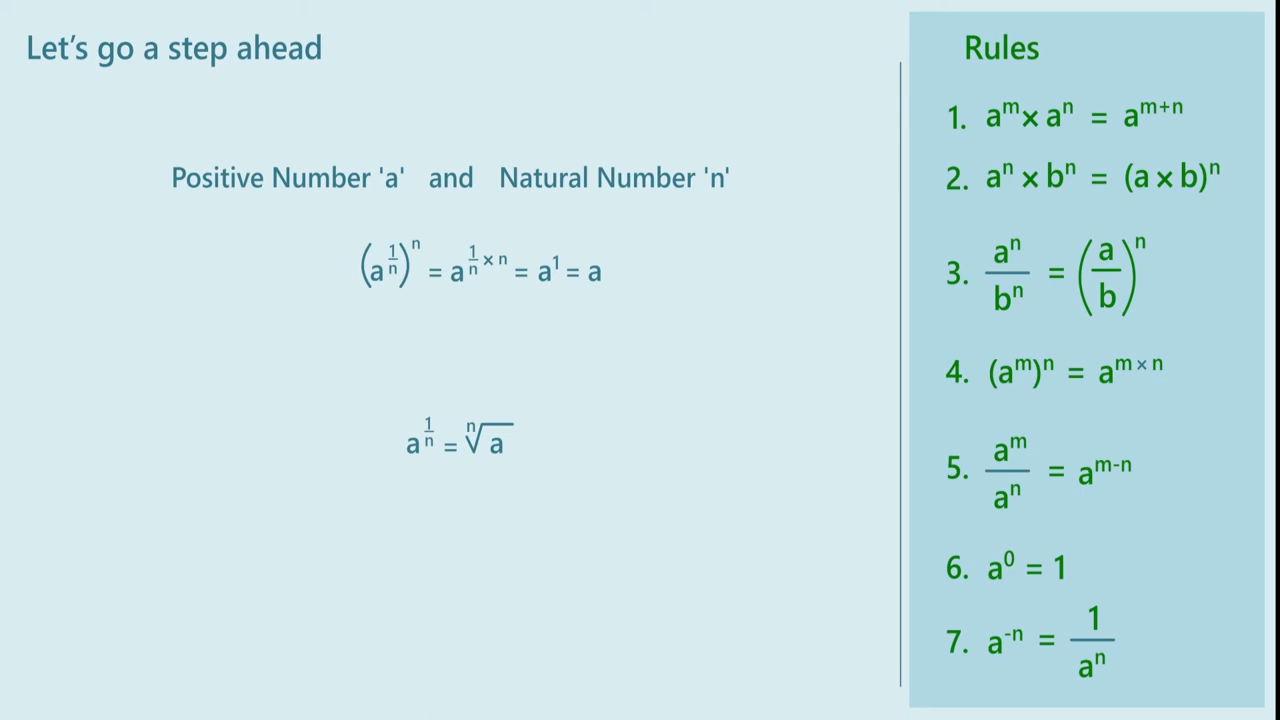 Let's go a step ahead
Positive Number 'a' and Natural Number 'n'
(a^(1/n))^n = a^(1/n × n) = a^1 = a
a^(1/n) = ⁿ√a
Rules
1. a^m × a^n = a^(m+n)
2. a^n × b^n = (a × b)^n
3. a^n/b^n = (a/b)^n
4. (a^m)^n = a^(m × n)
5. a^m/a^n = a^(m-n)
6. a^0 = 1
7. a^(-n) = 1/a^n